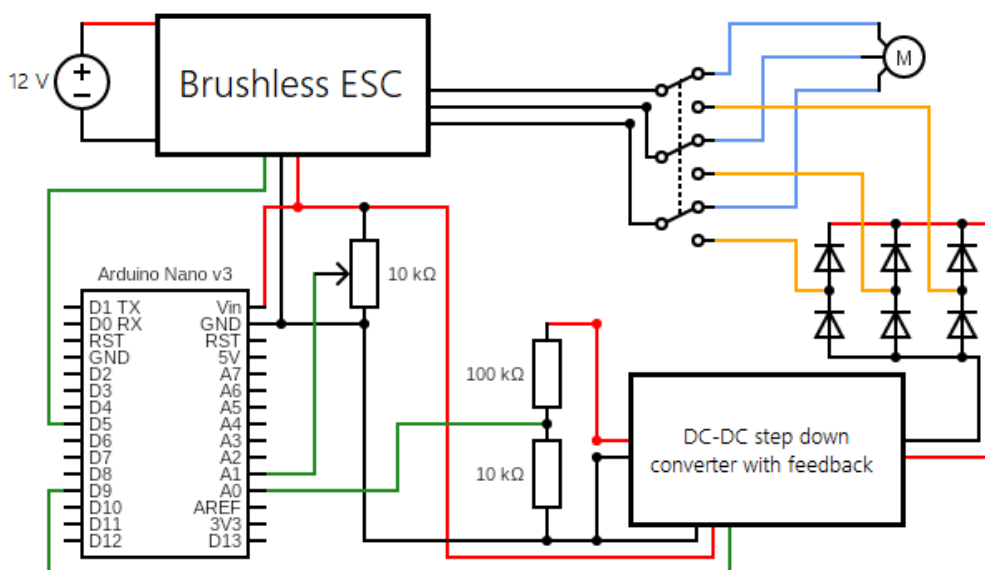 Brushless ESC
M
12 V
+
−
Arduino Nano v3
10 kΩ
D1 TX
Vin
D0 RX
GND
RST
RST
GND
5V
D2
A7
D3
A6
D4
A5
D5
A4
D6
A3
D7
A2
D8
A1
D9
A0
D10
AREF
D11
3V3
D12
D13
100 kΩ
10 kΩ
DC-DC step down
converter with feedback